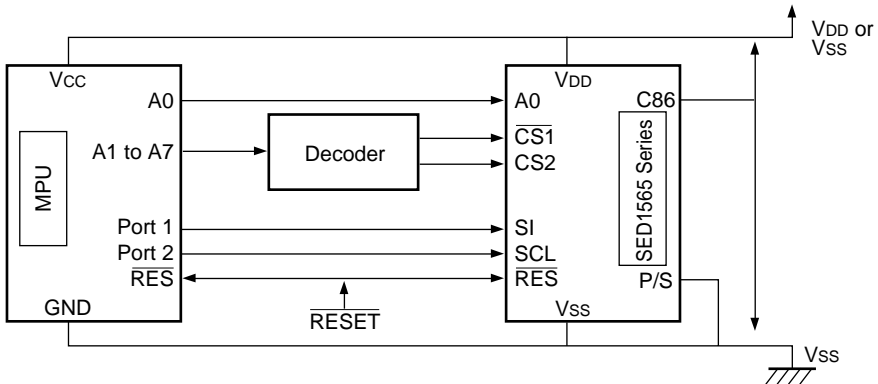 VDD or
VSS
VCC
VDD
A0
A0
C86
CS1
A1 to A7
Decoder
CS2
MPU
SED1565 Series
Port 1
SI
Port 2
SCL
RES
RES
P/S
GND
RESET
VSS
VSS